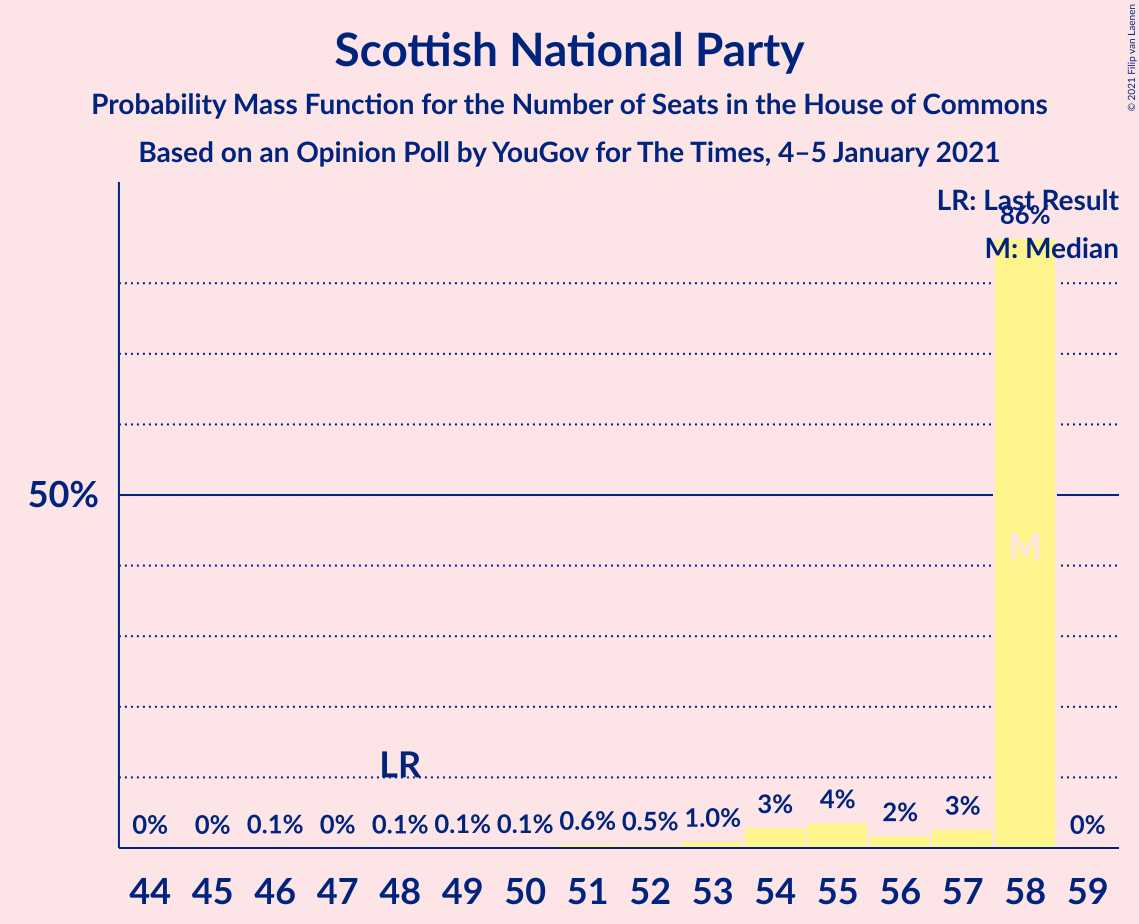 Scottish National Party
Probability Mass Function for the Number of Seats in the House of Commons
Based on an Opinion Poll by YouGov for The Times, 4–5 January 2021
© 2021 Filip van Laenen
LR: Last Result
86%
M: Median
50%
M
LR
0% 0% 0.1% 0% 0.1% 0.1% 0.1% 0.6% 0.5% 1.0% 3% 4% 2% 3% 0%
44 45 46 47 48 49 50 51 52 53 54 55 56 57 58 59